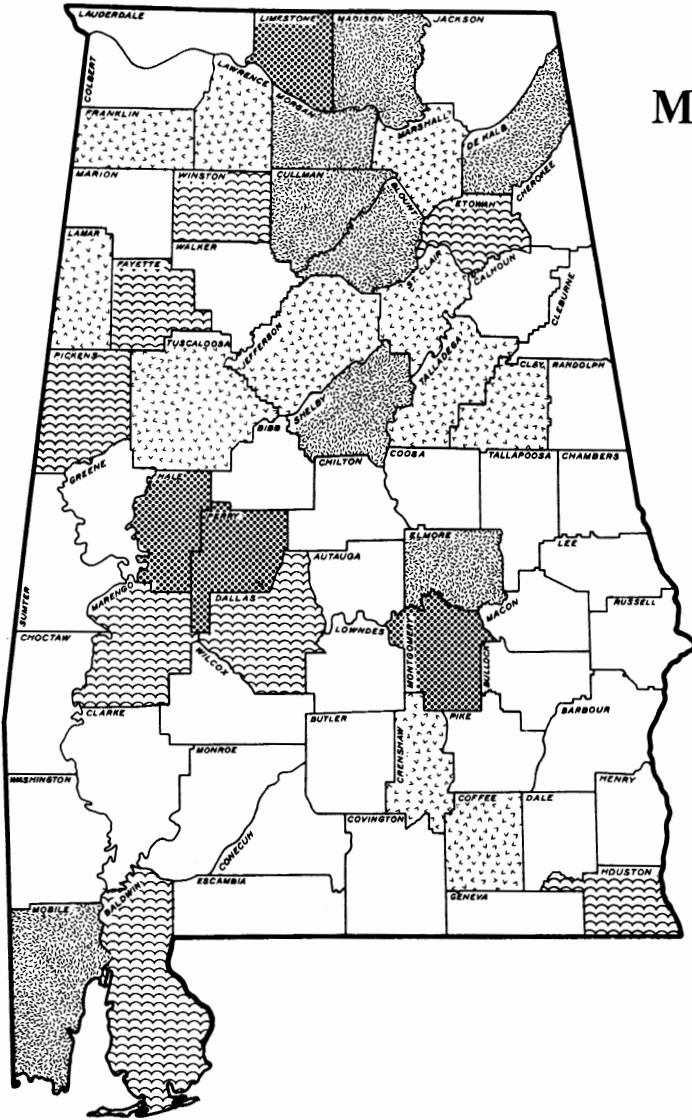 LAUDERDALE
LIMESTONE
MADISON
JACKSON
M
COLBERT
LAWRENCE
MORGAN
FRANKLIN
MARSHALL
DE KALB
CHEROKEE
MARION
WINSTON
CULLMAN
BLOUNT
ETOWAH
LAMAR
WALKER
FAYETTE
ST. CLAIR
CALHOUN
CLEBURNE
TUSCALOOSA
JEFFERSON
TALLADEGA
PICKENS
CLAY
RANDOLPH
SHELBY
BIBB
GREENE
HALE
CHILTON
COOSA
TALLAPOOSA
CHAMBERS
PERRY
ELMORE
LEE
AUTAUGA
SUMTER
MARENGO
DALLAS
MACON
RUSSELL
CHOCTAW
WILCOX
LOWNDES
MONTGOMERY
BULLOCK
CLARKE
BUTLER
PIKE
BARBOUR
MONROE
CRENSHAW
WASHINGTON
HENRY
COFFEE
DALE
COVINGTON
CONECUH
ESCAMBIA
HOUSTON
GENEVA
MOBILE
BALDWIN